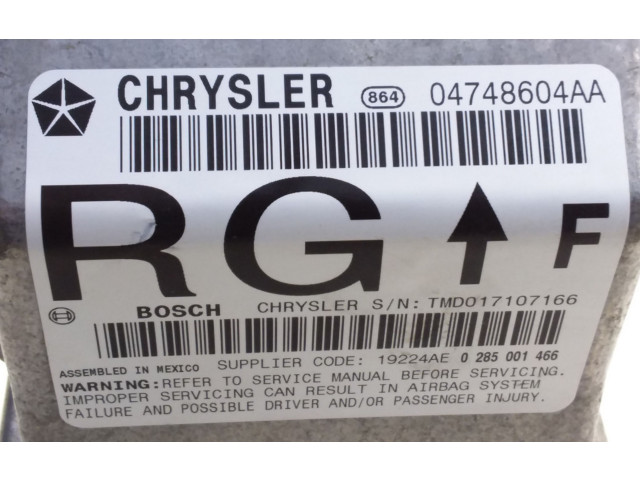 CHRYSLER 864 04748604AA
RG F
BOSCH CHRYSLER S/N: TMD017107166
ASSEMBLED IN MEXICO SUPPLIER CODE: 19224AE 0 285 001 466
WARNING: REFER TO SERVICE MANUAL BEFORE SERVICING.
IMPROPER SERVICING CAN RESULT IN AIRBAG SYSTEM
FAILURE AND POSSIBLE DRIVER AND/OR PASSENGER INJURY.